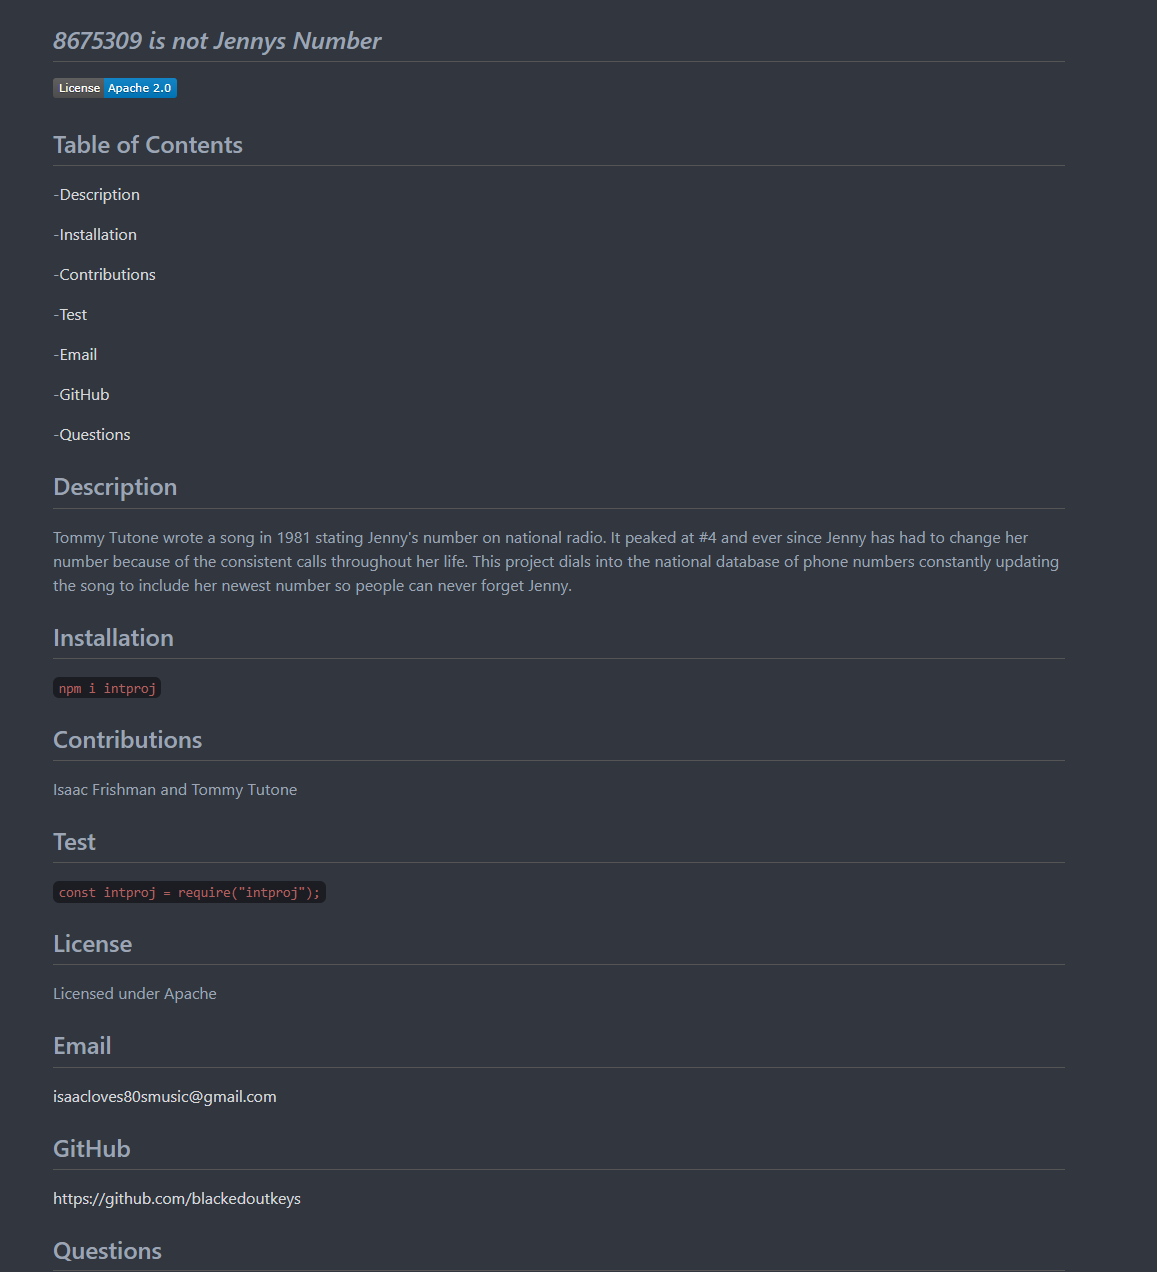 8675309 is not Jennys Number
License Apache 2.0
Table of Contents
-Description
-Installation
-Contributions
-Test
-Email
-GitHub
-Questions
Description
Tommy Tutone wrote a song in 1981 stating Jenny's number on national radio. It peaked at #4 and ever since Jenny has had to change her
number because of the consistent calls throughout her life. This project dials into the national database of phone numbers constantly updating
the song to include her newest number so people can never forget Jenny.
Installation
npm i intproj
Contributions
Isaac Frishman and Tommy Tutone
Test
const intproj = require("intproj");
License
Licensed under Apache
Email
isaacloves80smusic@gmail.com
GitHub
https://github.com/blackedoutkeys
Questions